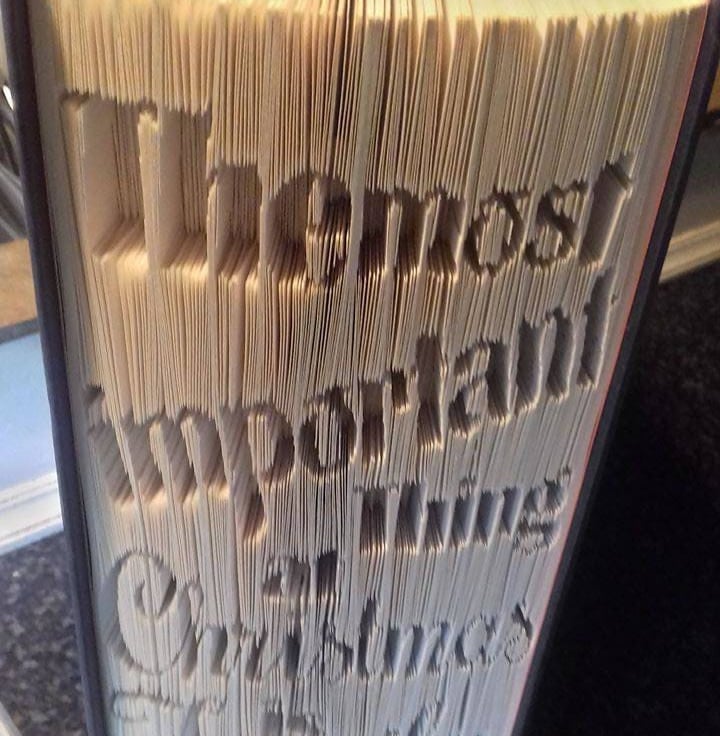 The most
important
Thing
at
Christmas